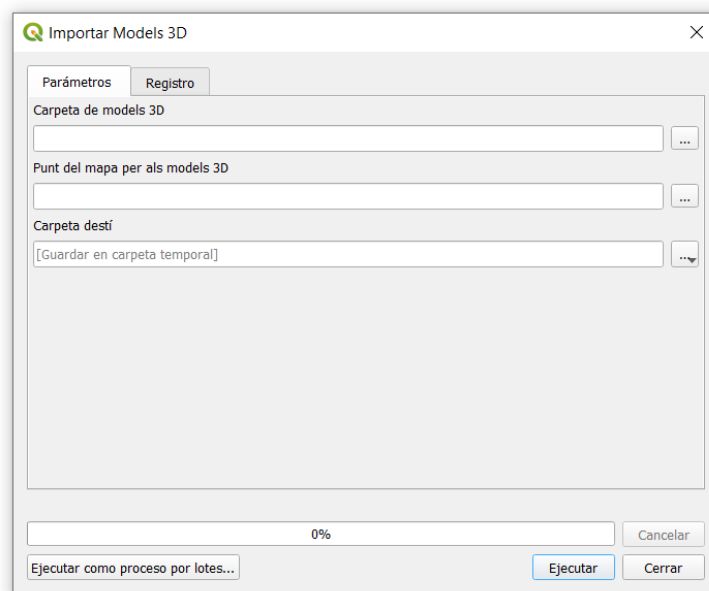 Importar Models 3D
Parámetros Registro
Carpeta de models 3D
...
Punt del mapa per als models 3D
...
Carpeta destí
[Guardar en carpeta temporal] ...
0% Cancelar
Ejecutar como proceso por lotes... Ejecutar Cerrar